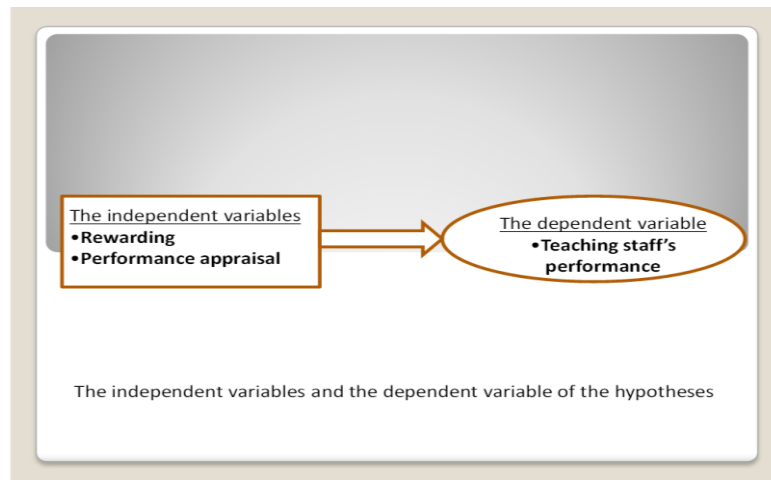 The independent variables
•Rewarding
•Performance appraisal
The dependent variable
•Teaching staff’s
performance
The independent variables and the dependent variable of the hypotheses